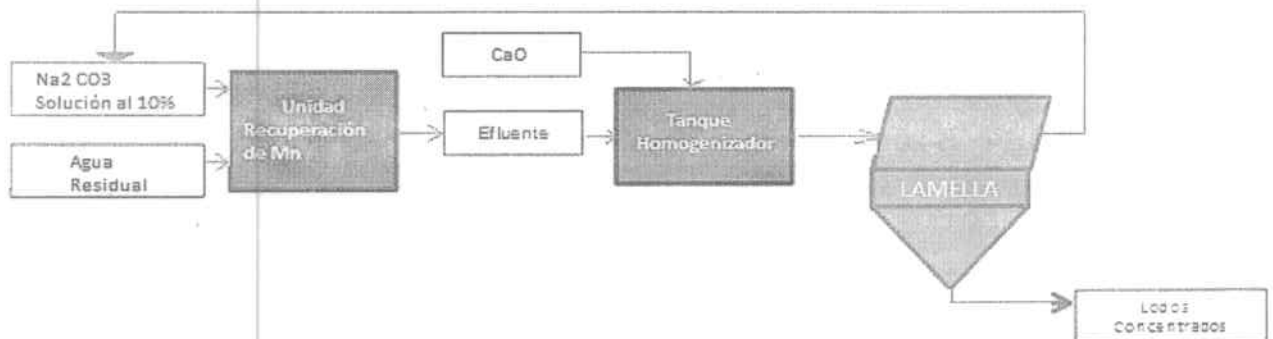 Na2 CO3
Solución al 10%
Agua
Residual
Unidad
Recuperación
de Mn
CaO
Efluente
Tanque
Homogenizador
LAMELLA
Lodos
Concentrados